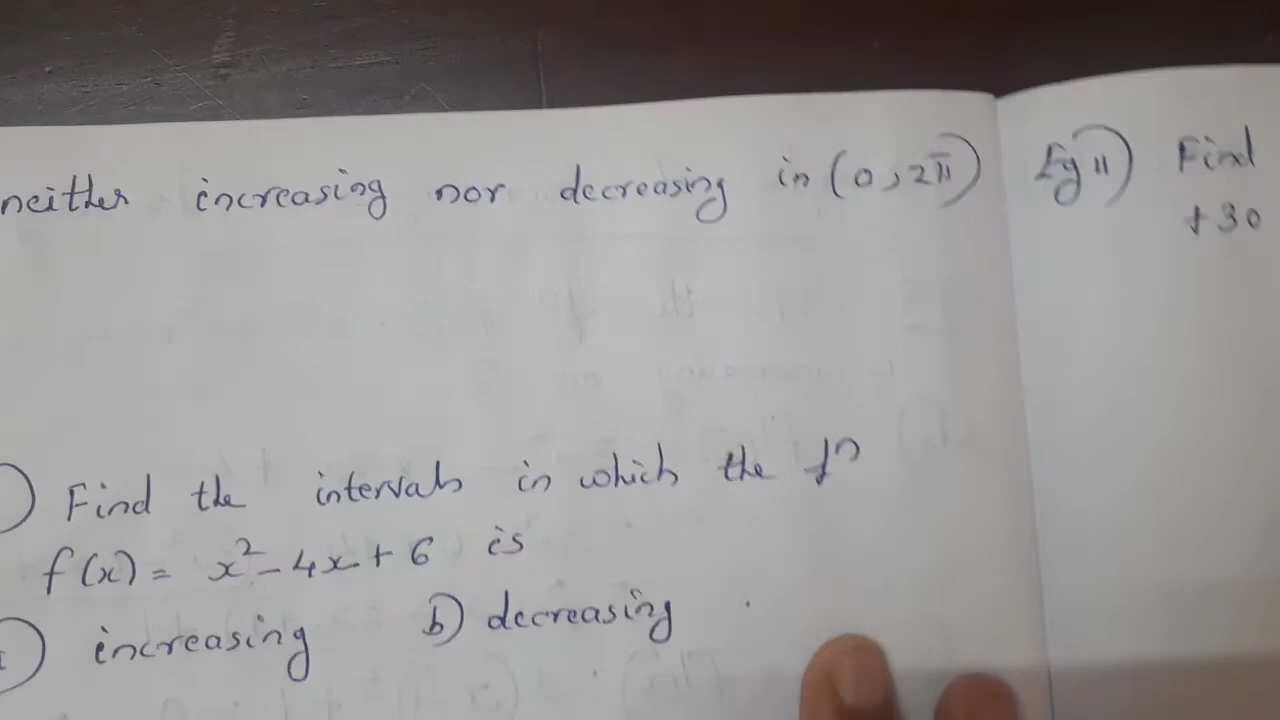 neither increasing nor decreasing in (0, 2π)
Eg 11) Find
+30
Find the intervals in which the fn
f(x) = x² - 4x + 6 is
increasing b) decreasing.